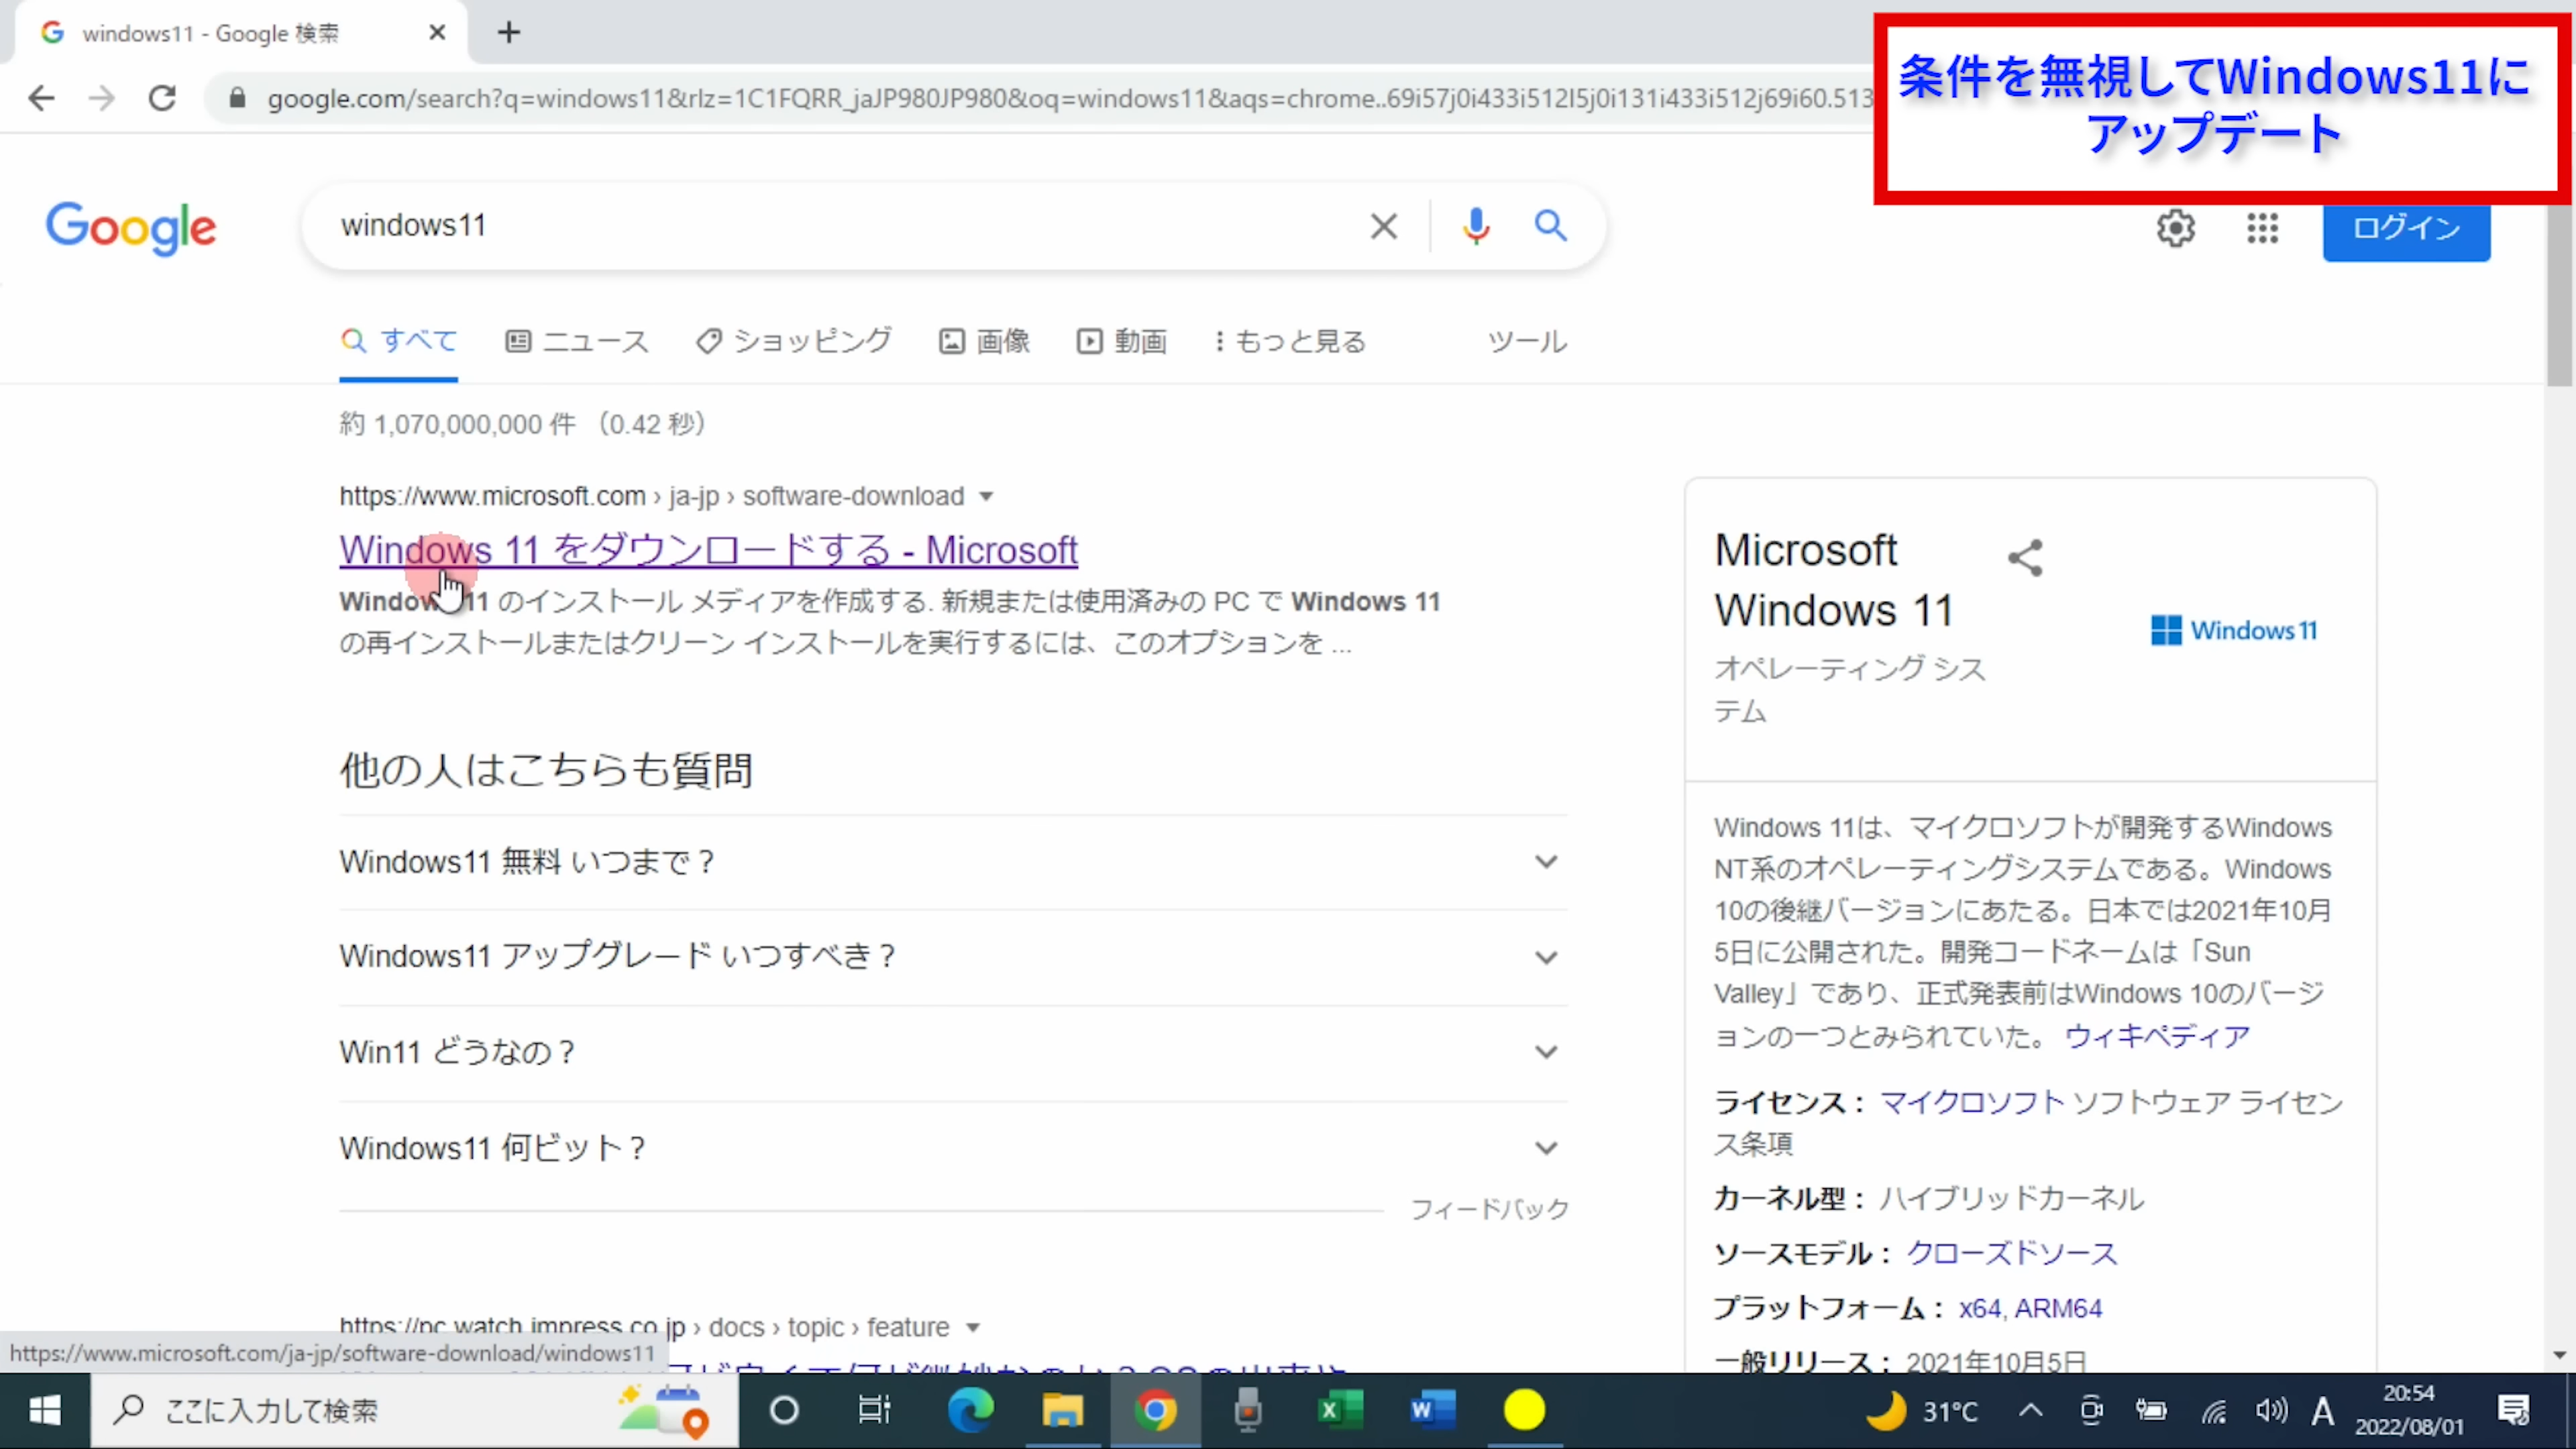 windows11 - Google 検索
条件を無視してWindows11に
アップデート
google.com/search?q=windows11&rlz=1C1FQRR_jaJP980JP980&oq=windows11&aqs=chrome..69i57j0i433i512l5j0i131i433i512j69i60.513
Google
windows11
ログイン
すべて ニュース ショッピング 画像 動画 もっと見る ツール
約 1,070,000,000 件 （0.42 秒）
https://www.microsoft.com › ja-jp › software-download
Windows 11 をダウンロードする - Microsoft
Windows 11 のインストール メディアを作成する. 新規または使用済みの PC で Windows 11
の再インストールまたはクリーン インストールを実行するには、このオプションを ...
他の人はこちらも質問
Windows11 無料 いつまで？
Windows11 アップグレード いつすべき？
Win11 どうなの？
Windows11 何ビット？
フィードバック
https://pc.watch.impress.co.jp › docs › topic › feature
https://www.microsoft.com/ja-jp/software-download/windows11
Microsoft
Windows 11
オペレーティング シス
テム
Windows11
Windows 11は、マイクロソフトが開発するWindows
NT系のオペレーティングシステムである。Windows
10の後継バージョンにあたる。日本では2021年10月
5日に公開された。開発コードネームは「Sun
Valley」であり、正式発表前はWindows 10のバージ
ョンの一つとみられていた。 ウィキペディア
ライセンス： マイクロソフト ソフトウェア ライセン
ス条項
カーネル型： ハイブリッドカーネル
ソースモデル： クローズドソース
プラットフォーム： x64, ARM64
一般リリース： 2021年10月5日
ここに入力して検索
31°C
A
20:54
2022/08/01